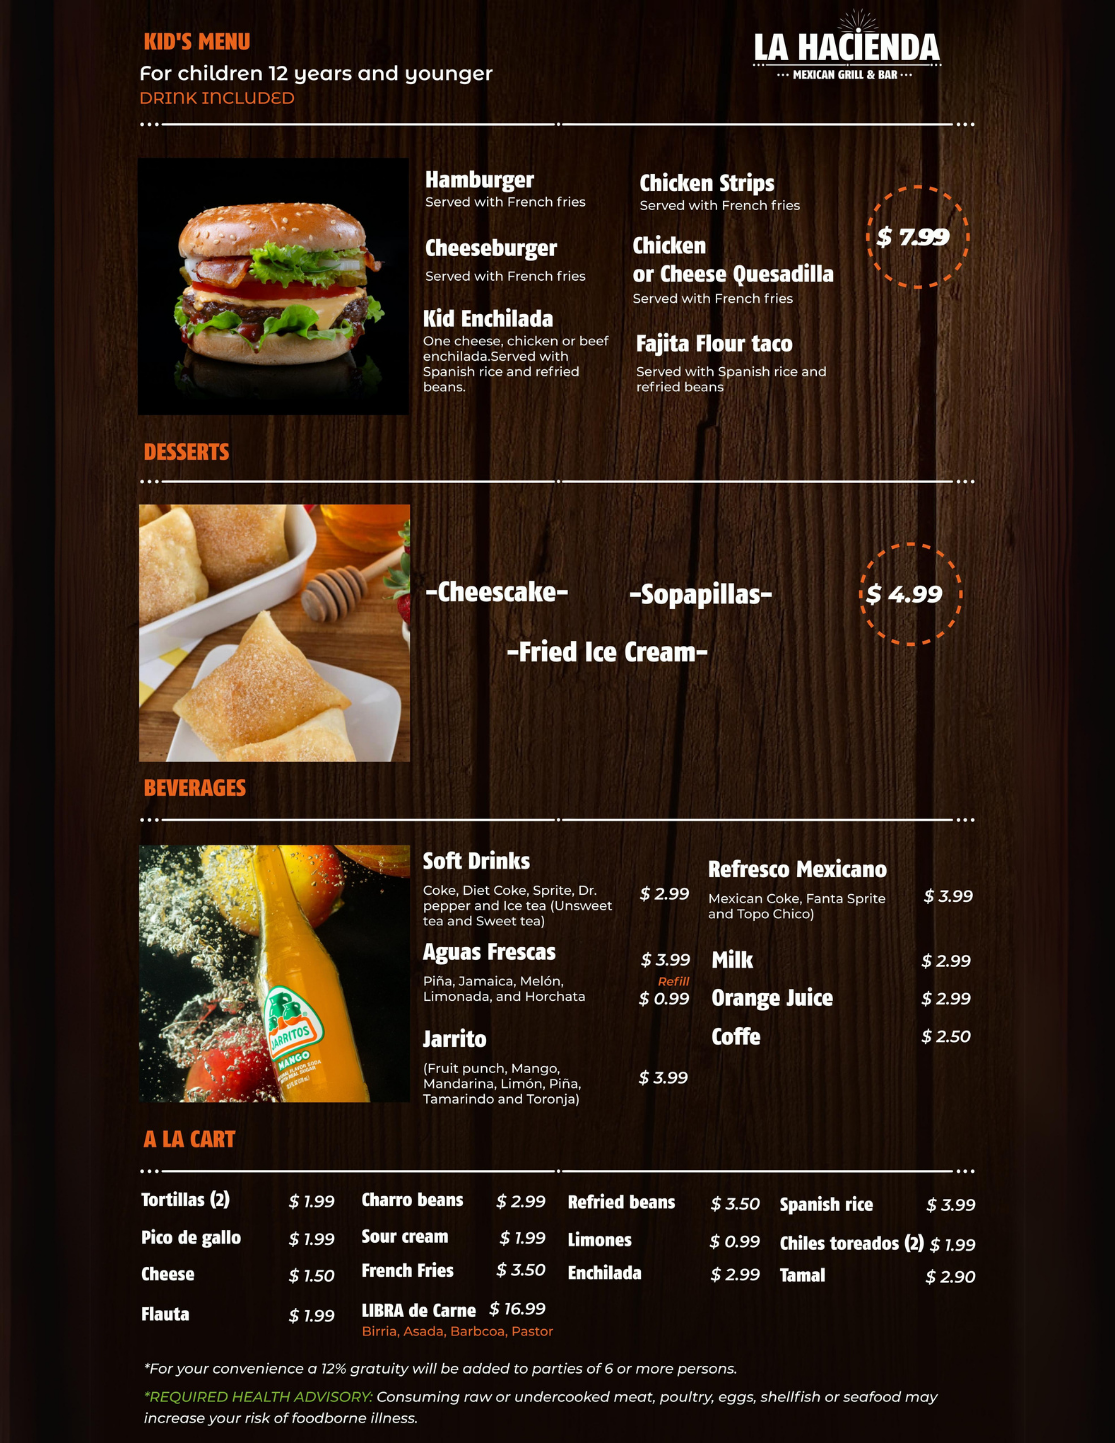 KID'S MENU
For children 12 years and younger
DRINK INCLUDED
LA HACIENDA
MEXICAN GRILL & BAR
Hamburger
Served with French fries
Cheeseburger
Served with French fries
Kid Enchilada
One cheese, chicken or beef
enchilada.Served with
Spanish rice and refried
beans.
Chicken Strips
Served with French fries
Chicken
or Cheese Quesadilla
Served with French fries
Fajita Flour taco
Served with Spanish rice and
refried beans
$ 7.99
DESSERTS
-Cheescake-
-Sopapillas-
-Fried Ice Cream-
$ 4.99
BEVERAGES
JARRITOS
MANGO
Soft Drinks
Coke, Diet Coke, Sprite, Dr.
pepper and Ice tea (Unsweet
tea and Sweet tea)
$ 2.99
Aguas Frescas
Piña, Jamaica, Melón,
Limonada, and Horchata
$ 3.99
Refill
$ 0.99
Jarrito
(Fruit punch, Mango,
Mandarina, Limón, Piña,
Tamarindo and Toronja)
$ 3.99
Refresco Mexicano
Mexican Coke, Fanta Sprite
and Topo Chico)
$ 3.99
Milk $ 2.99
Orange Juice $ 2.99
Coffe $ 2.50
A LA CART
Tortillas (2) $ 1.99
Pico de gallo $ 1.99
Cheese $ 1.50
Flauta $ 1.99
Charro beans $ 2.99
Sour cream $ 1.99
French Fries $ 3.50
LIBRA de Carne $ 16.99
Birria, Asada, Barbcoa, Pastor
Refried beans $ 3.50
Limones $ 0.99
Enchilada $ 2.99
Spanish rice $ 3.99
Chiles toreados (2) $ 1.99
Tamal $ 2.90
*For your convenience a 12% gratuity will be added to parties of 6 or more persons.
*REQUIRED HEALTH ADVISORY: Consuming raw or undercooked meat, poultry, eggs, shellfish or seafood may
increase your risk of foodborne illness.